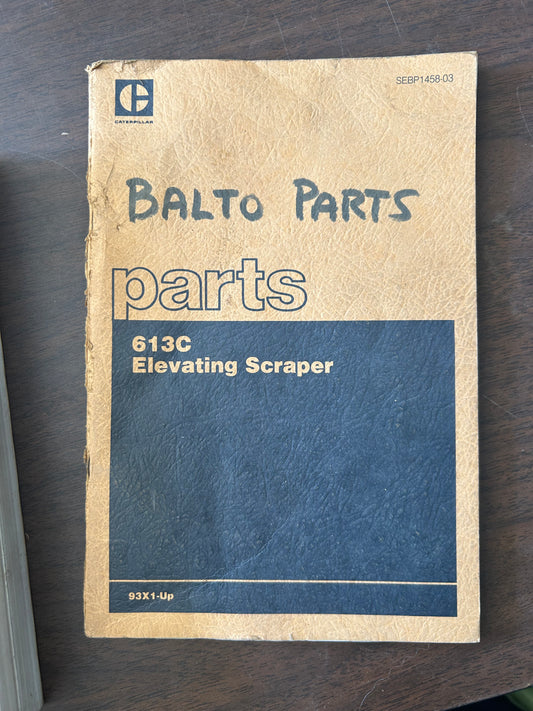 CATERPILLAR
SEBP1458-03
BALTO PARTS
parts
613C
Elevating Scraper
93X1-Up